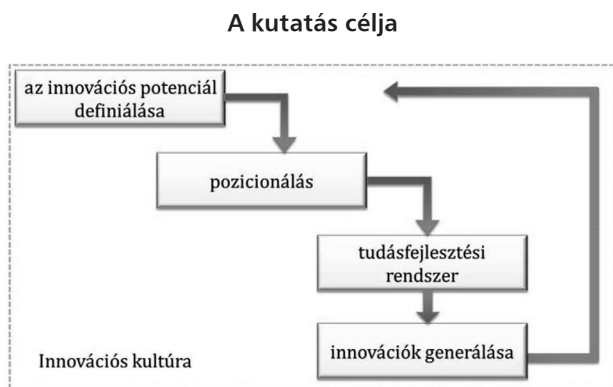 A kutatás célja
az innovációs potenciál
definiálása
pozicionálás
tudásfejlesztési
rendszer
innovációk generálása
Innovációs kultúra